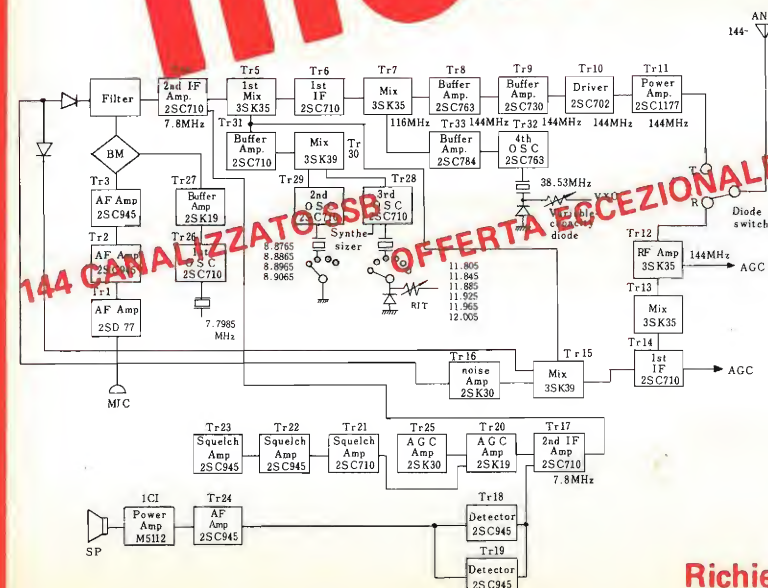 AN
144-
Filter
2nd IF
Amp.
2SC710
7.8MHz
Tr5
1st
Mix
3SK35
Tr6
1st
IF
2SC710
Tr7
Mix
3SK35
116MHz
Tr8
Buffer
Amp.
2SC763
144MHz
Tr9
Buffer
Amp.
2SC730
144MHz
Tr10
Driver
2SC702
144MHz
Tr11
Power
Amp.
2SC1177
144MHz
Tr31
Buffer
Amp.
2SC710
Mix
3SK39
Tr
30
Tr33
Buffer
Amp.
2SC784
Tr32
4th
OSC
2SC763
BM
Tr3
AF Amp
2SC945
Tr27
Buffer
Amp
2SK19
Tr29
2nd
OSC
Tr28
3rd
OSC
2SC710
38.53MHz
VXO
Variable
capacity
diode
T
R
Diode
switch
Tr2
AF Amp
2SC945
Tr26
1st
OSC
2SC710
Synthe-
sizer
8.8765
8.8865
8.8965
8.9065
11.805
11.845
11.885
11.925
11.965
12.005
RIT
Tr12
RF Amp
3SK35
144MHz
AGC
Tr1
AF Amp
2SD 77
7.7985
MHz
Tr13
Mix
3SK35
MIC
Tr16
noise
Amp
2SK30
Tr15
Mix
3SK39
Tr14
1st
IF
2SC710
AGC
144 CANALIZZATO SSB
OFFERTA ECCEZIONALE
Tr23
Squelch
Amp
2SC945
Tr22
Squelch
Amp
2SC945
Tr21
Squelch
Amp
2SC710
Tr25
AGC
Amp
2SK30
Tr20
AGC
Amp
2SK19
Tr17
2nd IF
Amp
2SC710
7.8MHz
SP
1CI
Power
Amp
M5112
Tr24
AF
Amp
2SC945
Tr18
Detector
2SC945
Tr19
Detector
2SC945
Richie